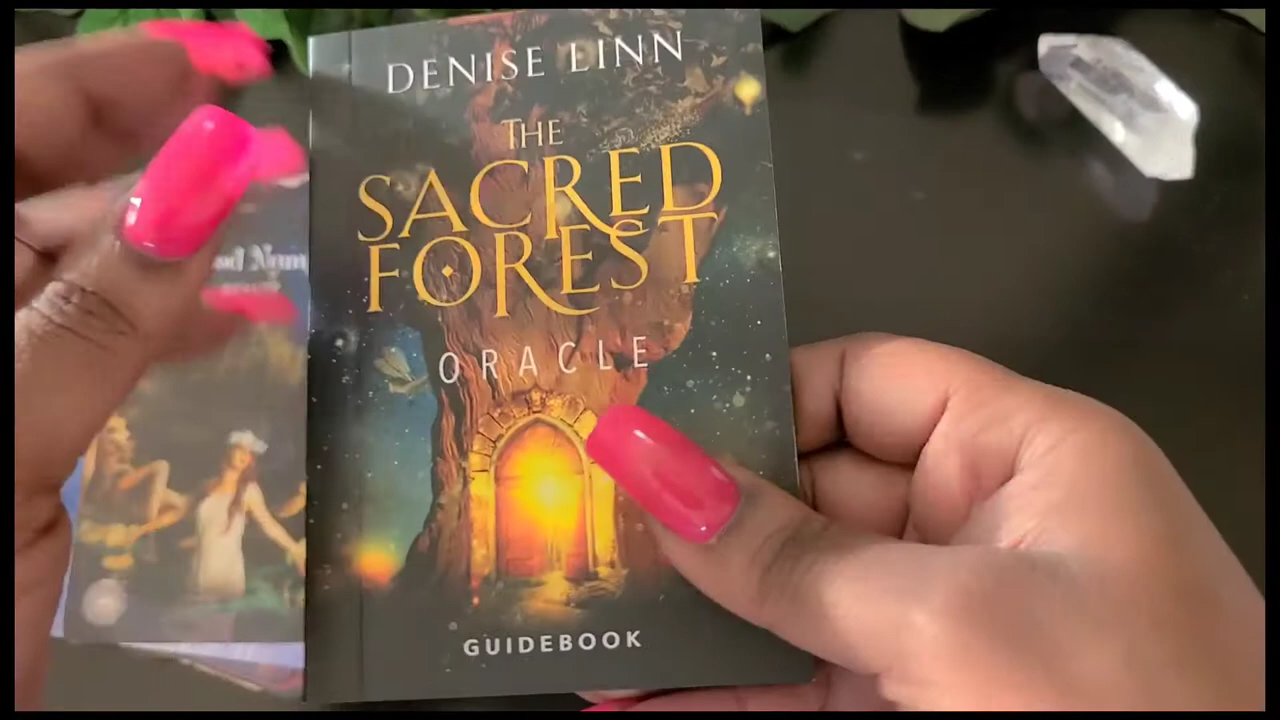 DENISE LINN
THE
SACRED
FOREST
ORACLE
GUIDEBOOK